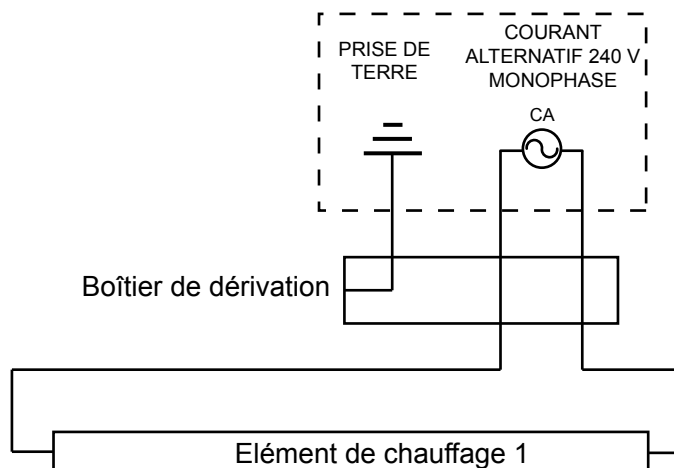 PRISE DE
TERRE
COURANT
ALTERNATIF 240 V
MONOPHASE
CA
Boîtier de dérivation
Elément de chauffage 1